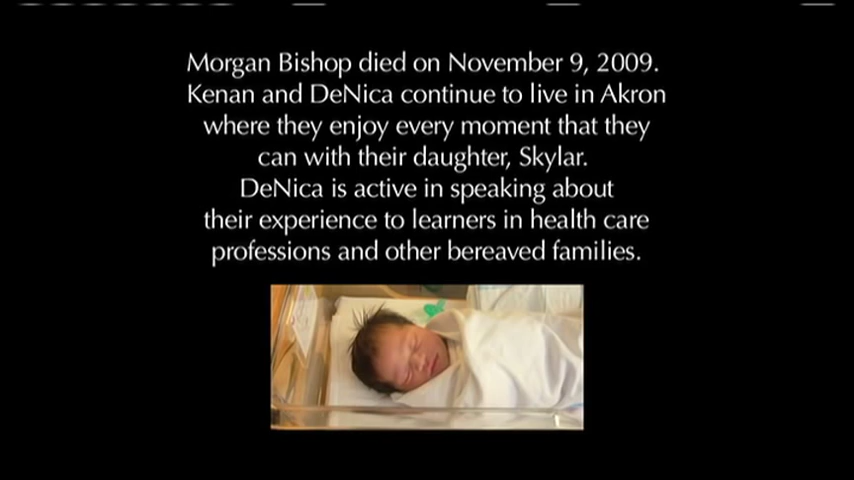 Morgan Bishop died on November 9, 2009.
Kenan and DeNica continue to live in Akron
where they enjoy every moment that they
can with their daughter, Skylar.
DeNica is active in speaking about
their experience to learners in health care
professions and other bereaved families.